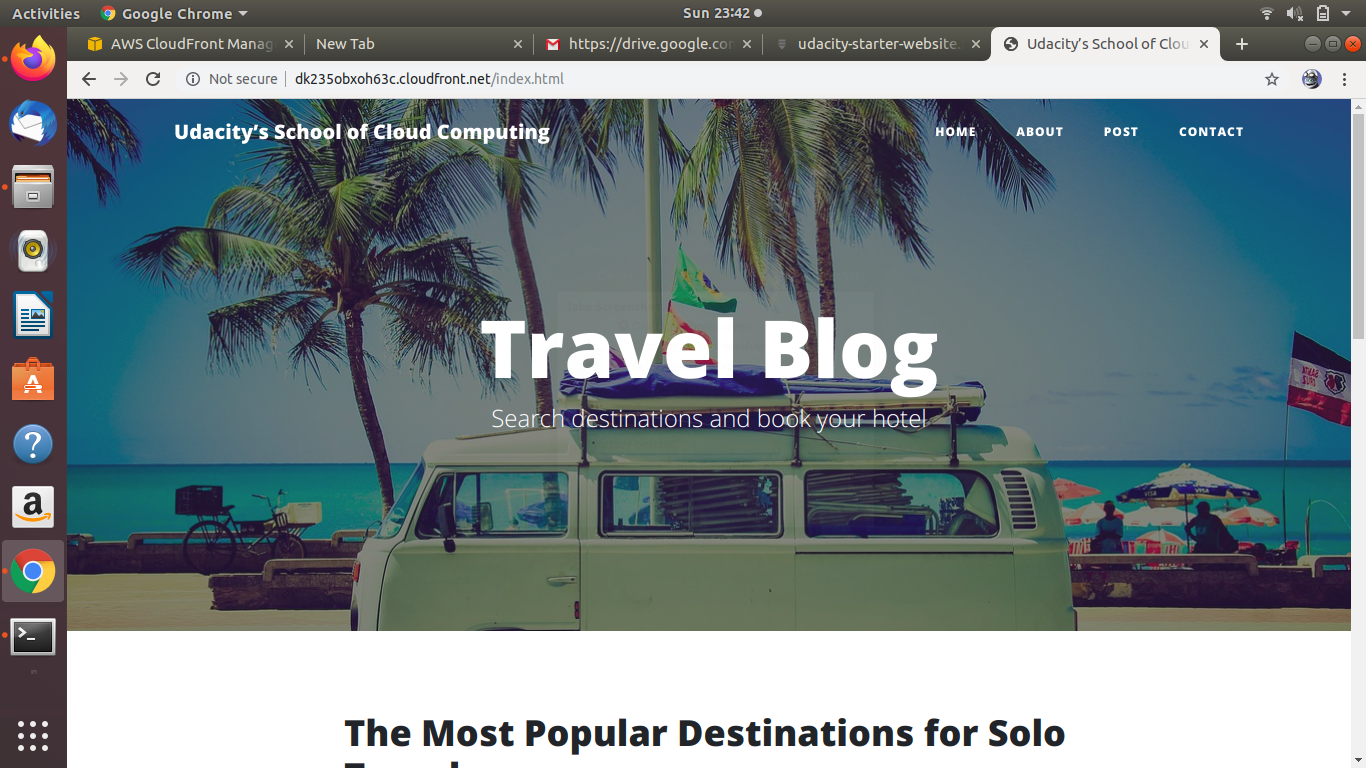 Activities
Google Chrome
Sun 23:42
AWS CloudFront Manag
New Tab
https://drive.google.co
udacity-starter-website.
Udacity’s School of Clou
Not secure
dk235obxoh63c.cloudfront.net/index.html
Udacity’s School of Cloud Computing
HOME
ABOUT
POST
CONTACT
Travel Blog
Search destinations and book your hotel
VISA
The Most Popular Destinations for Solo